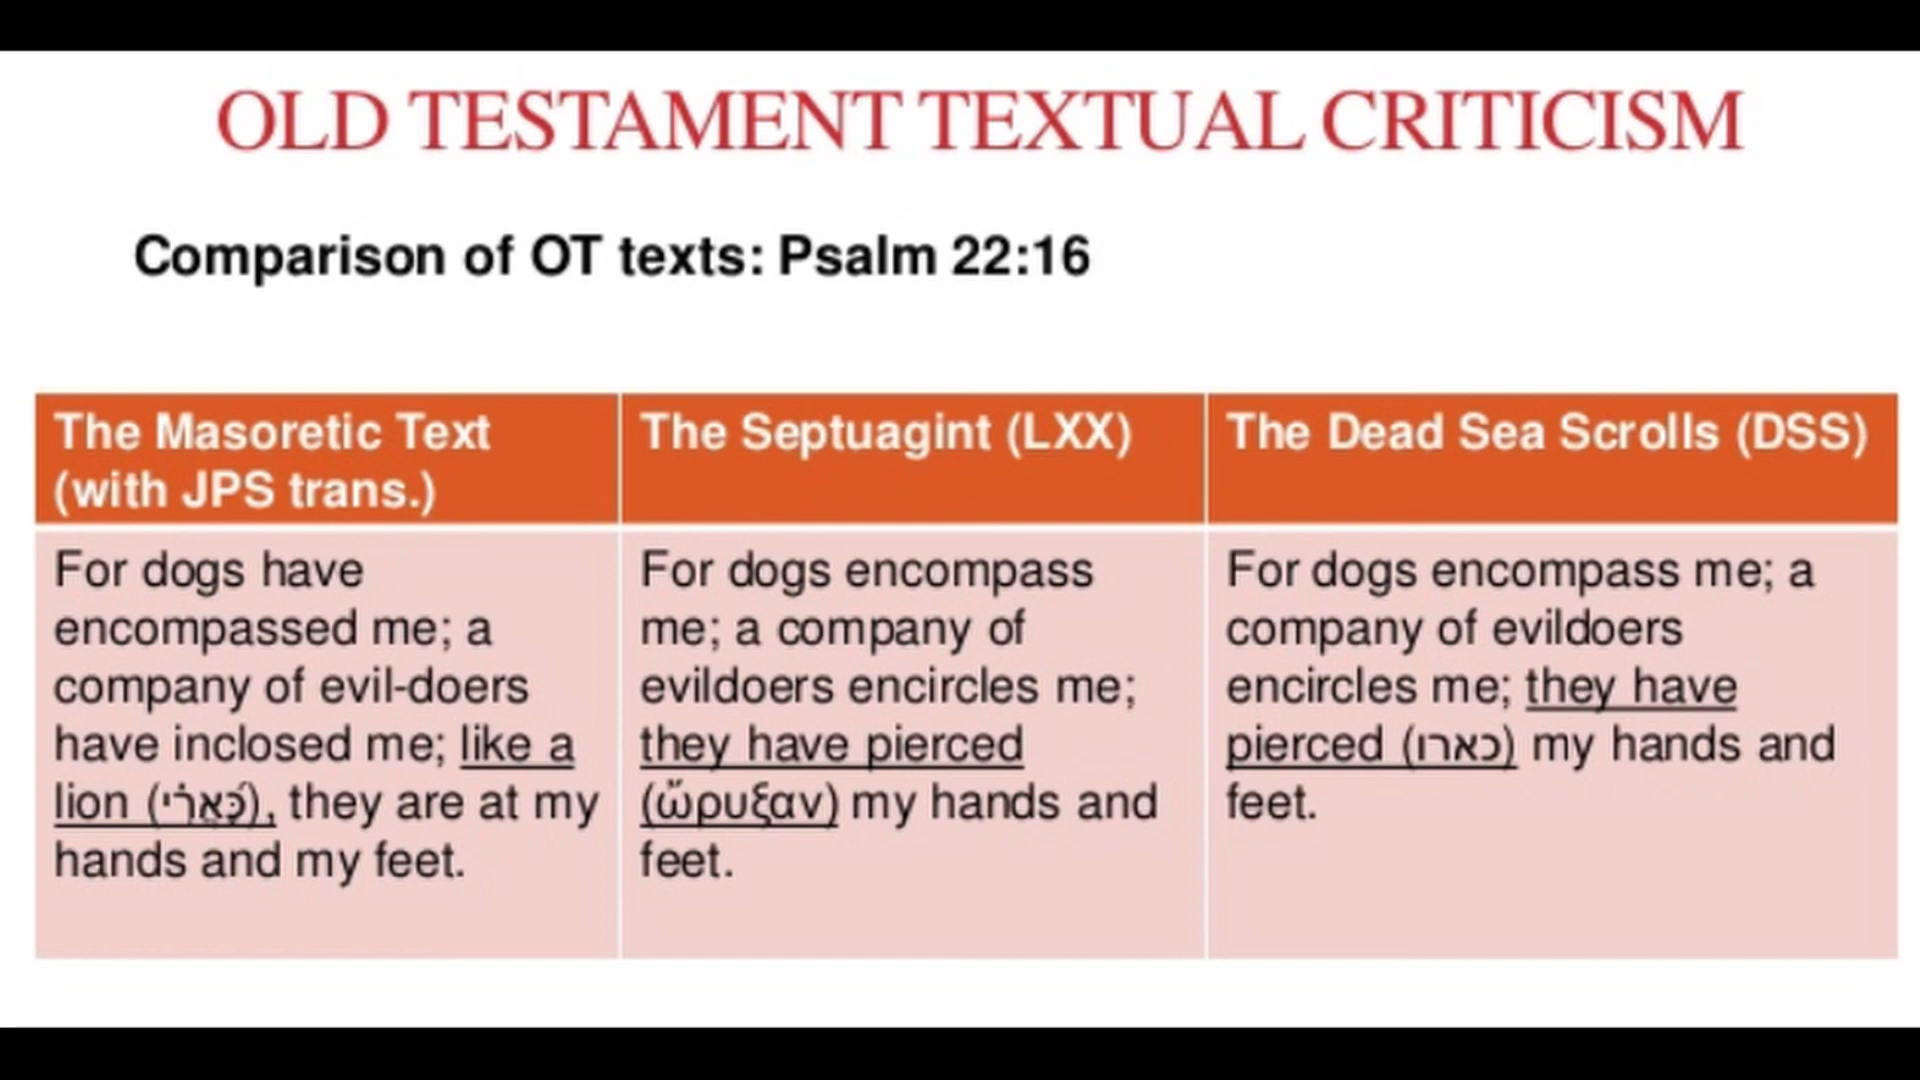 OLD TESTAMENT TEXTUAL CRITICISM
Comparison of OT texts: Psalm 22:16
The Masoretic Text
(with JPS trans.)
For dogs have
encompassed me; a
company of evil-doers
have inclosed me; like a
lion (כָּאֲרִי), they are at my
hands and my feet.
The Septuagint (LXX)
For dogs encompass
me; a company of
evildoers encircles me;
they have pierced
(ὤρυξαν) my hands and
feet.
The Dead Sea Scrolls (DSS)
For dogs encompass me; a
company of evildoers
encircles me; they have
pierced (כארו) my hands and
feet.